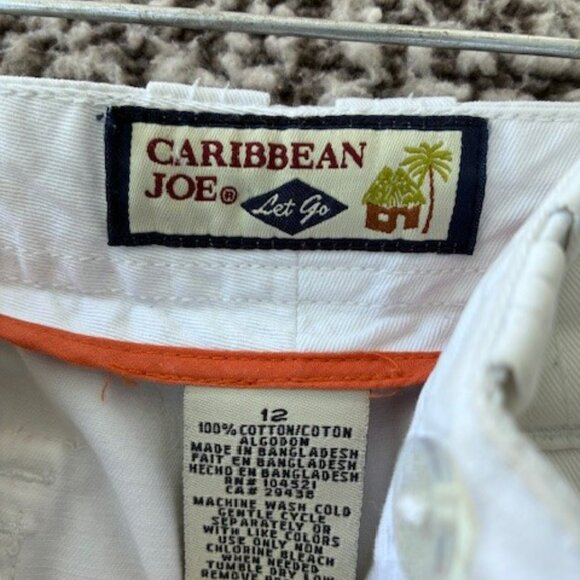 CARIBBEAN
JOE®
Let Go
12
100% COTTON/COTON
ALGODON
MADE IN BANGLADESH
FAIT EN BANGLADESH
HECHO EN BANGLADESH
RN# 104521
CA# 29438
MACHINE WASH COLD
GENTLE CYCLE
SEPARATELY OR
WITH LIKE COLORS
USE ONLY NON
CHLORINE BLEACH
WHEN NEEDED
TUMBLE DRY LOW
REMOVE